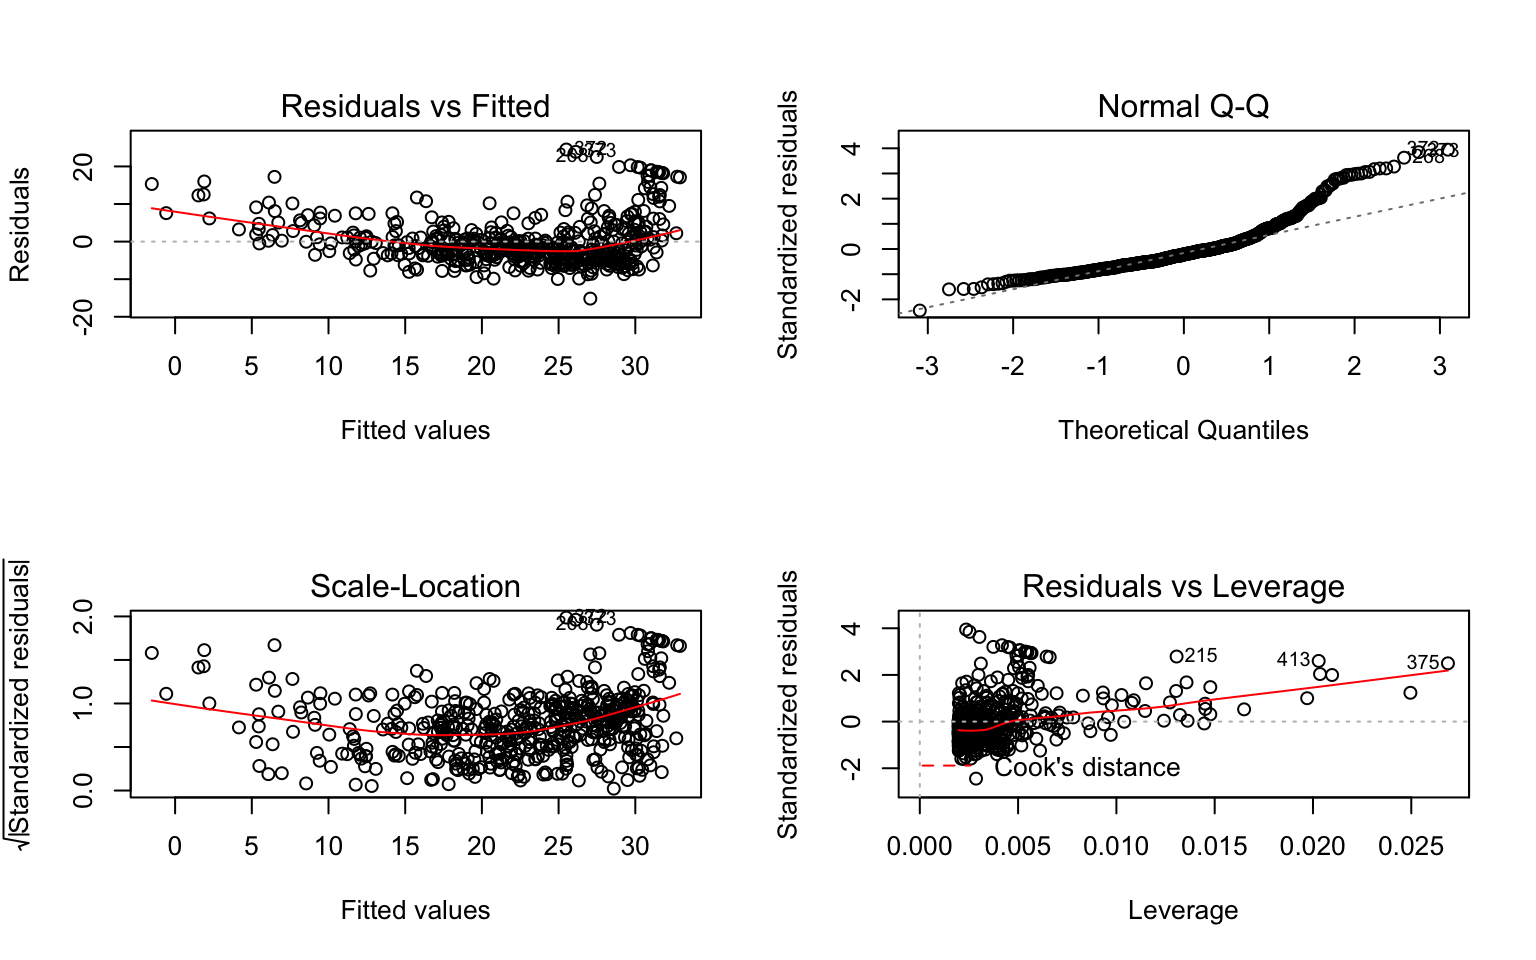 Residuals vs Fitted
Residuals
20
0
-20
373
0 5 10 15 20 25 30
Fitted values
Normal Q-Q
Standardized residuals
4
2
0
-2
-3 -2 -1 0 1 2 3
Theoretical Quantiles
Scale-Location
√|Standardized residuals|
2.0
1.0
0.0
0 5 10 15 20 25 30
Fitted values
Residuals vs Leverage
Standardized residuals
4
2
0
-2
215
413
375
Cook's distance
0.000 0.005 0.010 0.015 0.020 0.025
Leverage